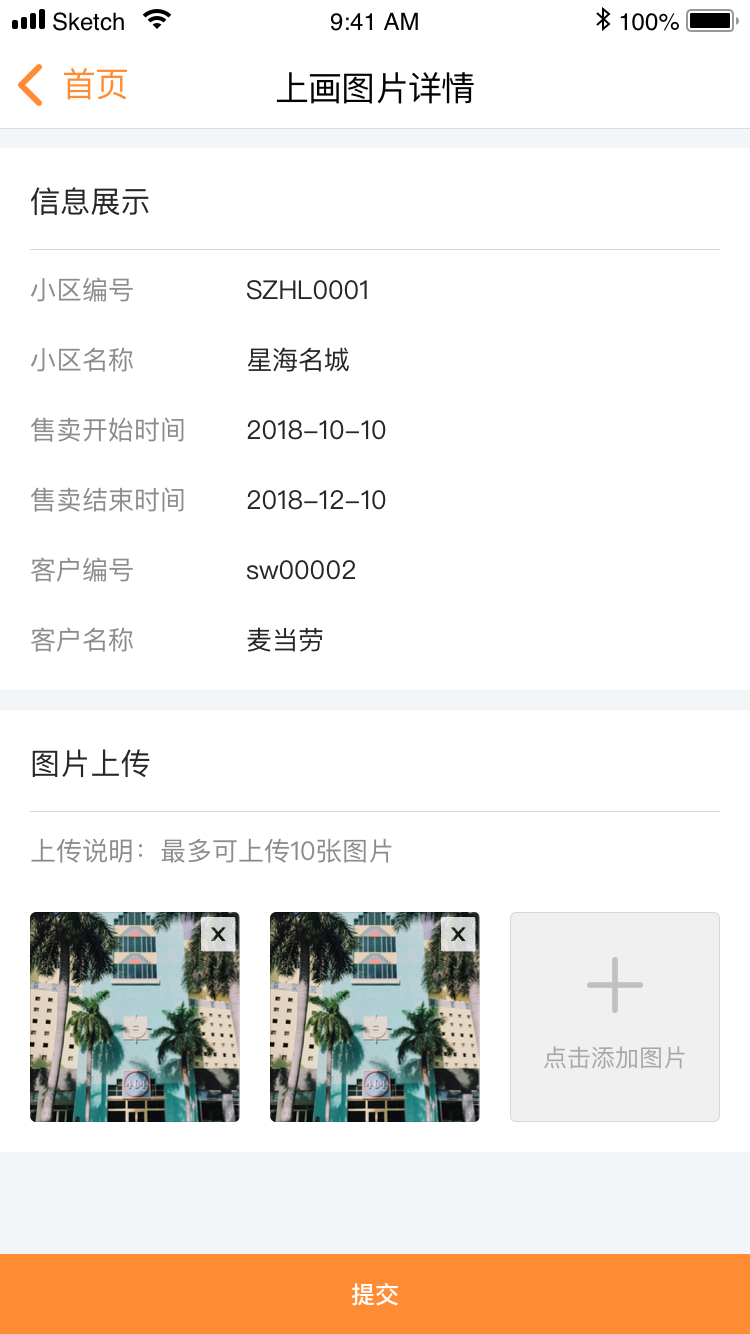 Sketch 9:41 AM 100%
首页 上画图片详情
信息展示
小区编号 SZHL0001
小区名称 星海名城
售卖开始时间 2018–10–10
售卖结束时间 2018–12–10
客户编号 sw00002
客户名称 麦当劳
图片上传
上传说明：最多可上传10张图片
X X
404 404
点击添加图片
提交